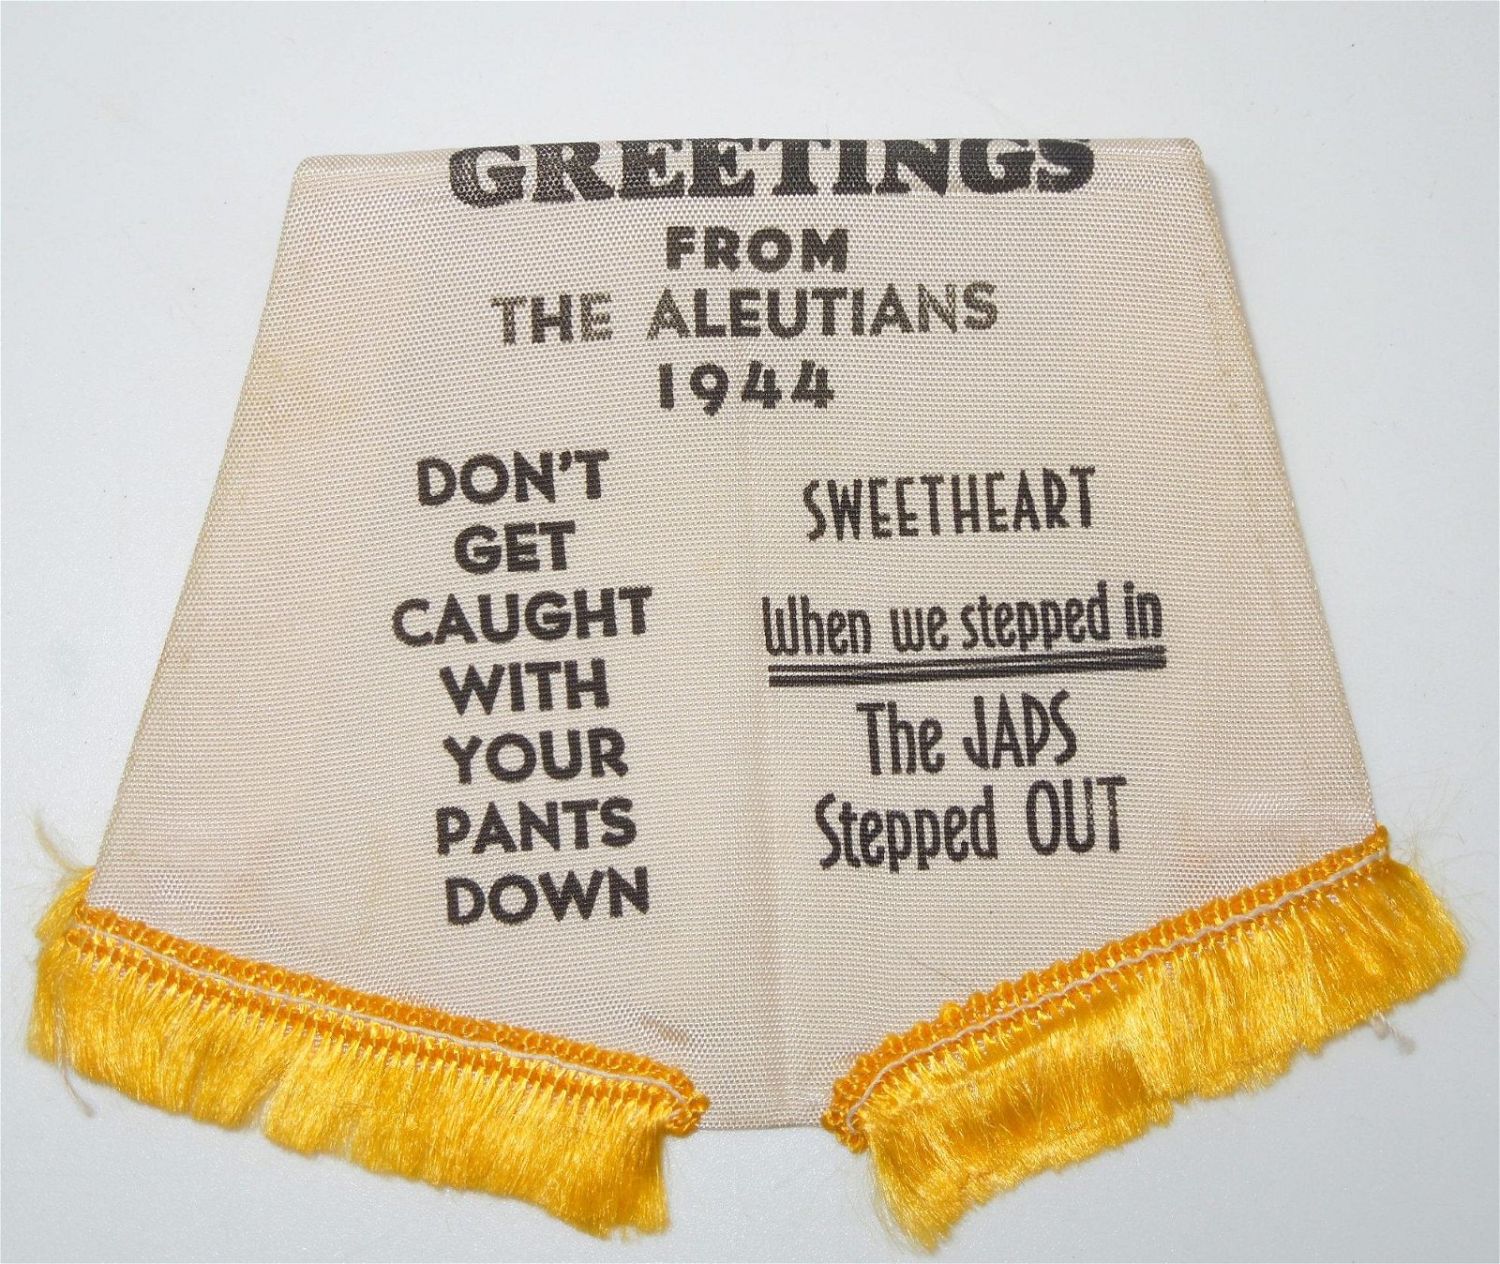 GREETINGS
FROM
THE ALEUTIANS
1944
DON'T
GET
CAUGHT
WITH
YOUR
PANTS
DOWN
SWEETHEART
When we stepped in
The JAPS
Stepped OUT